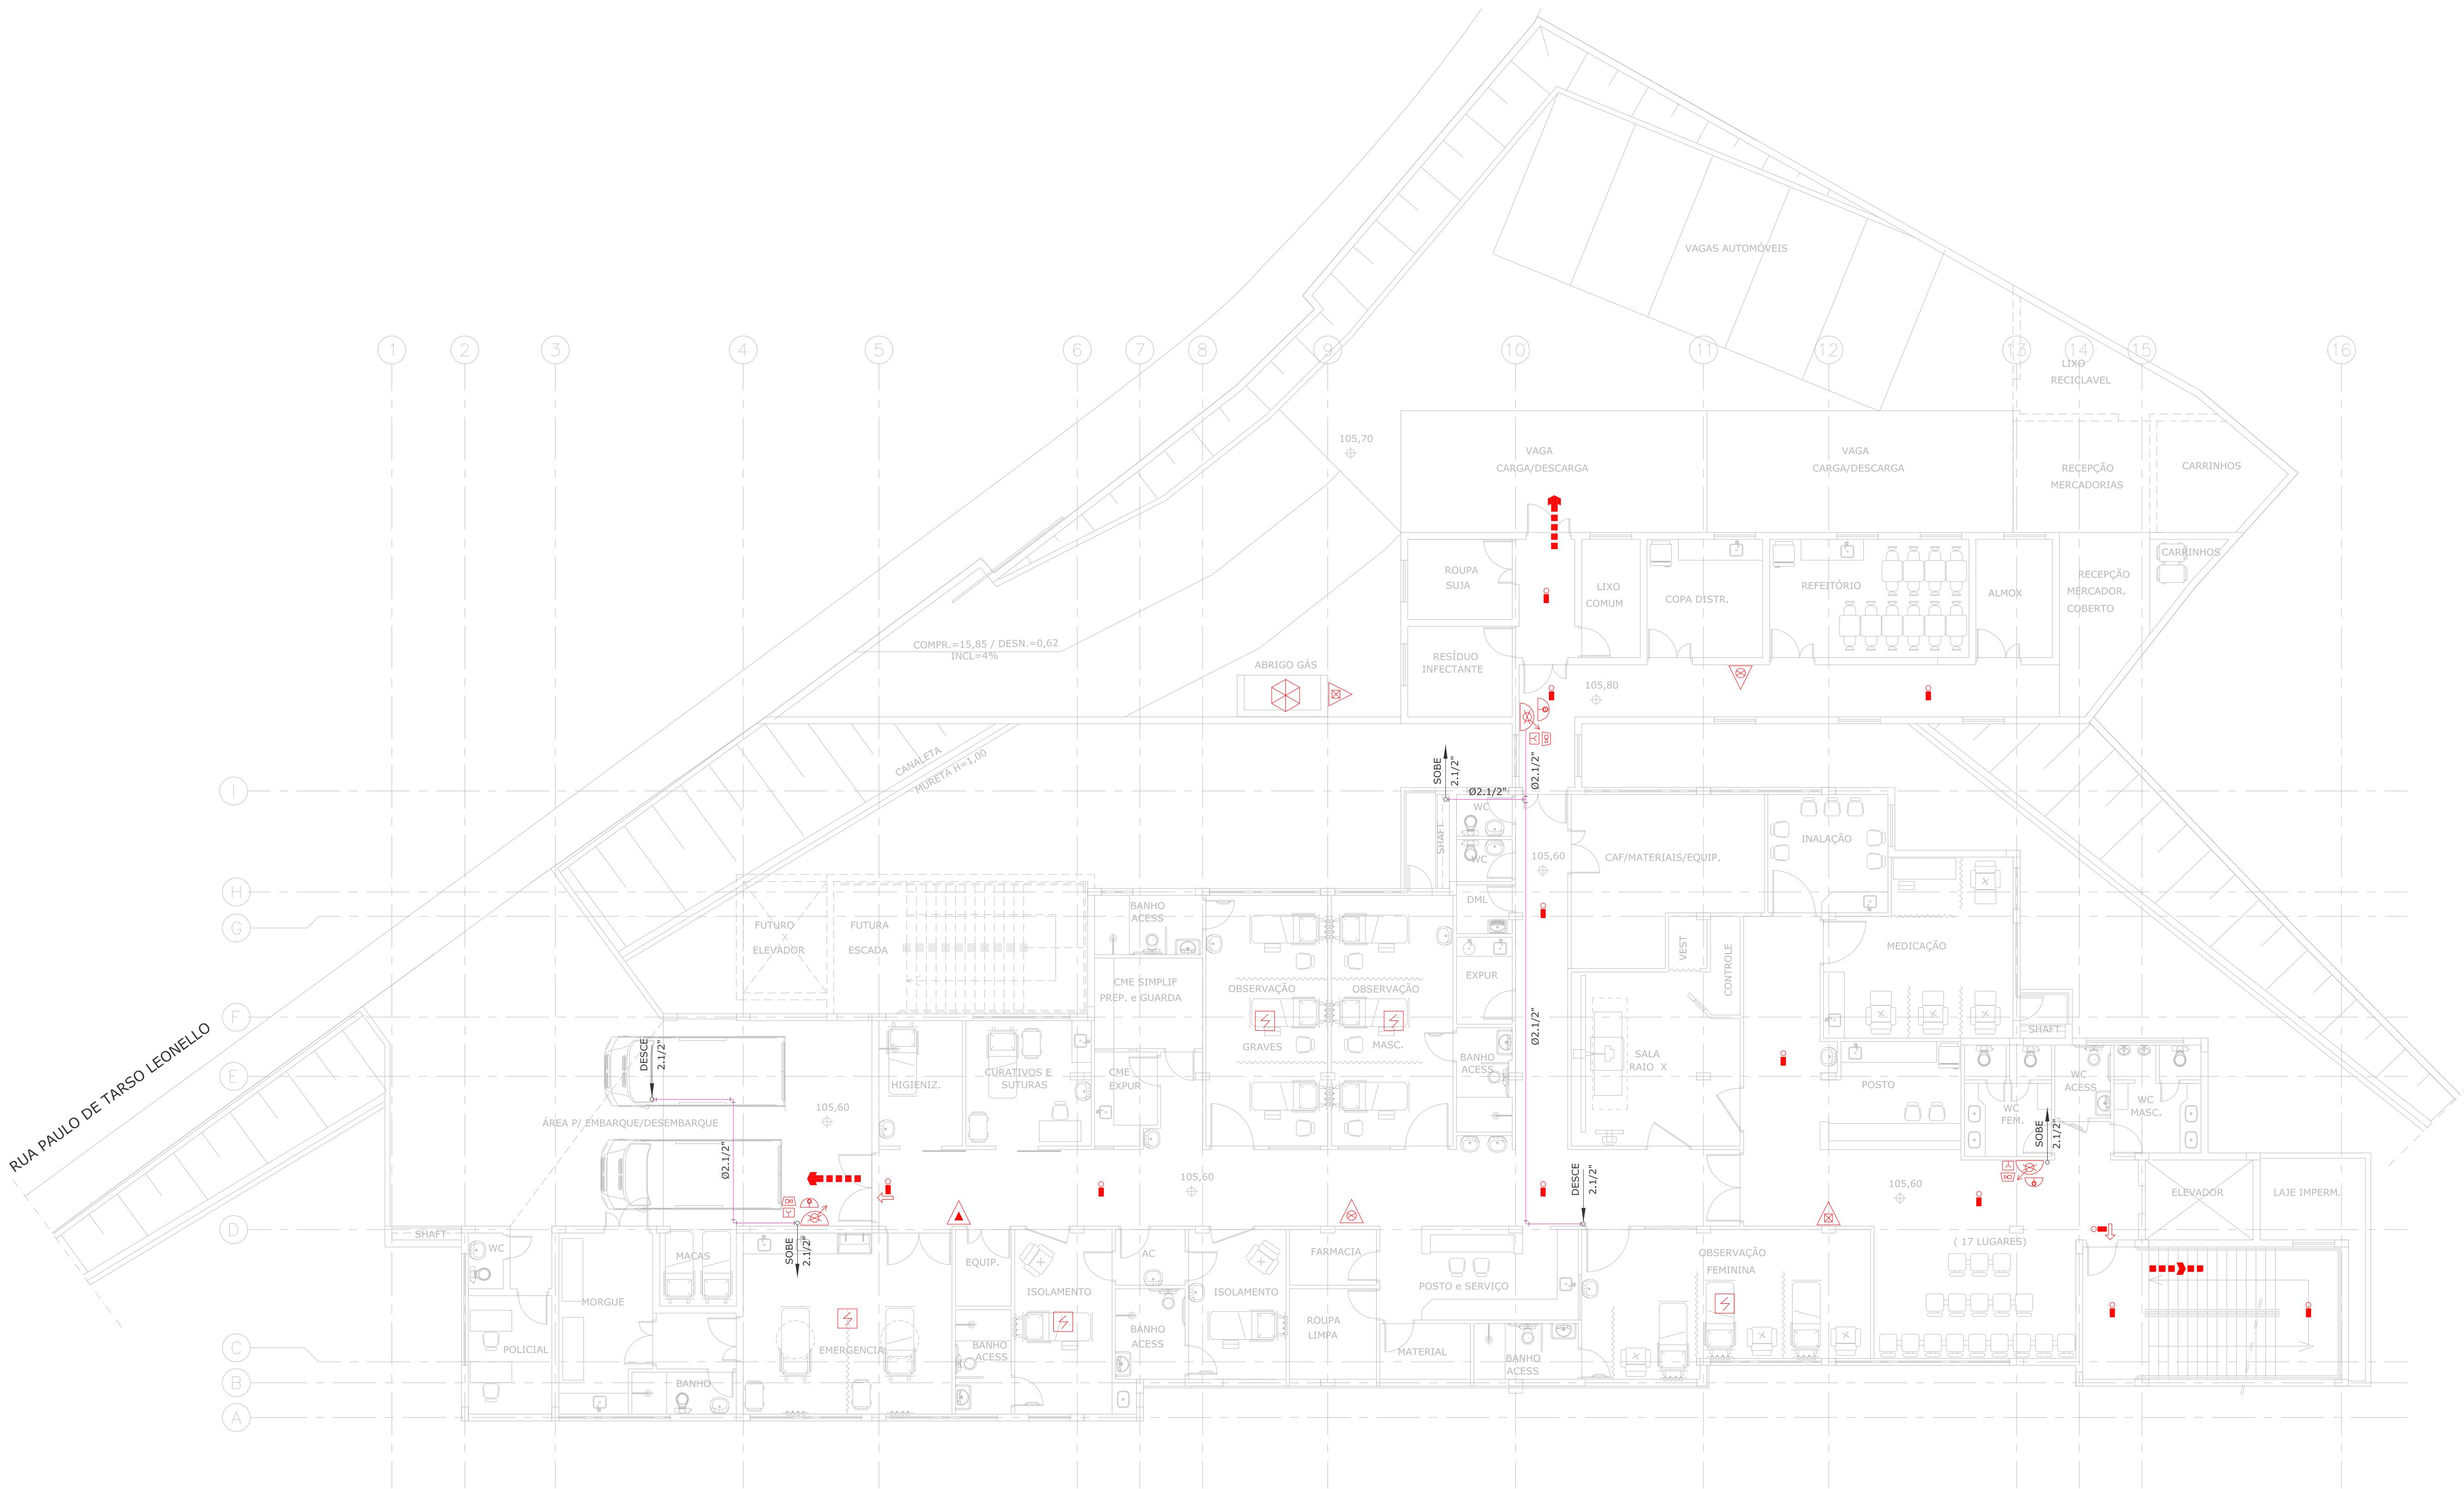 VAGAS AUTOMÓVEIS
1
2
3
4
5
6
7
8
9
10
11
12
13
14
15
16
LIXO
RECICLAVEL
105,70
VAGA
CARGA/DESCARGA
VAGA
CARGA/DESCARGA
RECEPÇÃO
MERCADORIAS
CARRINHOS
CARRINHOS
ROUPA
SUJA
LIXO
COMUM
COPA DISTR.
REFEITÓRIO
ALMOX
RECEPÇÃO
MERCADOR.
COBERTO
COMPR.=15,85 / DESN.=0,62
INCL=4%
ABRIGO GÁS
RESÍDUO
INFECTANTE
105,80
CANALETA
MURETA H=1,00
SOBE
2.1/2"
Ø2.1/2"
Ø2.1/2"
I
WC
SHAFT
WC
105,60
CAF/MATERIAIS/EQUIP.
INALAÇÃO
H
G
FUTURO
X
ELEVADOR
FUTURA
ESCADA
BANHO
ACESS
DML
VEST
CONTROLE
MEDICAÇÃO
EXPUR
CME SIMPLIF
PREP. e GUARDA
OBSERVAÇÃO
OBSERVAÇÃO
F
RUA PAULO DE TARSO LEONELLO
DESCE
2.1/2"
GRAVES
MASC.
Ø2.1/2"
SHAFT
E
HIGIENIZ.
CURATIVOS E
SUTURAS
CME
EXPUR
BANHO
ACESS
SALA
RAIO X
POSTO
WC
ACESS
WC
FEM.
WC
MASC.
105,60
ÁREA P/ EMBARQUE/DESEMBARQUE
Ø2.1/2"
SOBE
2.1/2"
105,60
DESCE
2.1/2"
105,60
ELEVADOR
LAJE IMPERM.
D
SHAFT
WC
MACAS
SOBE
2.1/2"
EQUIP.
AC
FARMACIA
OBSERVAÇÃO
FEMININA
( 17 LUGARES)
MORGUE
ISOLAMENTO
ISOLAMENTO
POSTO e SERVIÇO
C
POLICIAL
EMERGENCIA
BANHO
ACESS
BANHO
ACESS
ROUPA
LIMPA
MATERIAL
BANHO
ACESS
B
BANHO
A